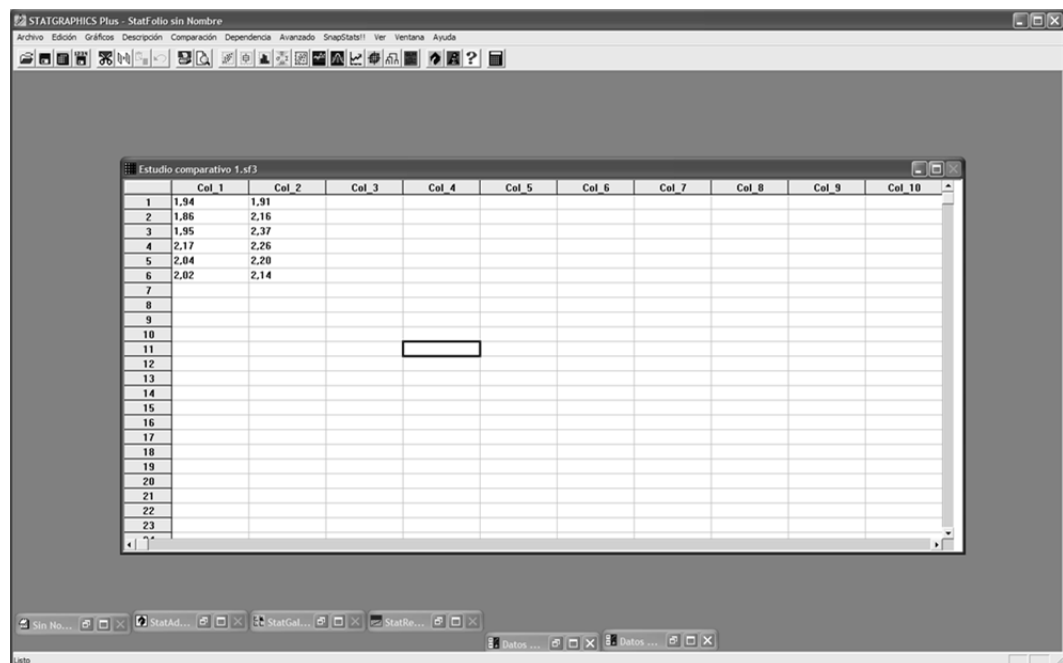 STATGRAPHICS Plus - StatFolio sin Nombre
Archivo Edición Gráficos Descripción Comparación Dependencia Avanzado SnapStats!! Ver Ventana Ayuda
Estudio comparativo 1.sf3
Col_1 Col_2 Col_3 Col_4 Col_5 Col_6 Col_7 Col_8 Col_9 Col_10
1 1,94 1,91
2 1,86 2,16
3 1,95 2,37
4 2,17 2,26
5 2,04 2,20
6 2,02 2,14
7
8
9
10
11
12
13
14
15
16
17
18
19
20
21
22
23
Sin No... StatAd... StatGal... StatRe...
Datos ... Datos ...
Listo